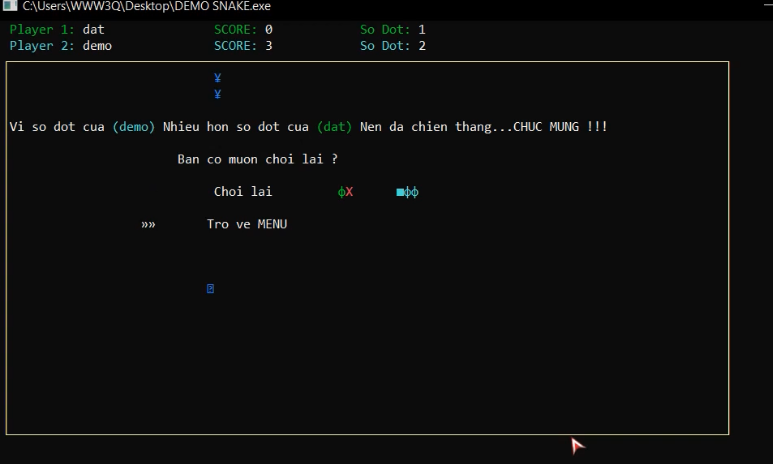 C:\Users\WWW3Q\Desktop\DEMO SNAKE.exe
Player 1: dat SCORE: 0 So Dot: 1
Player 2: demo SCORE: 3 So Dot: 2
¥
¥
Vi so dot cua (demo) Nhieu hon so dot cua (dat) Nen da chien thang...CHUC MUNG !!!
Ban co muon choi lai ?
Choi lai ϕX ■ϕϕ
»» Tro ve MENU